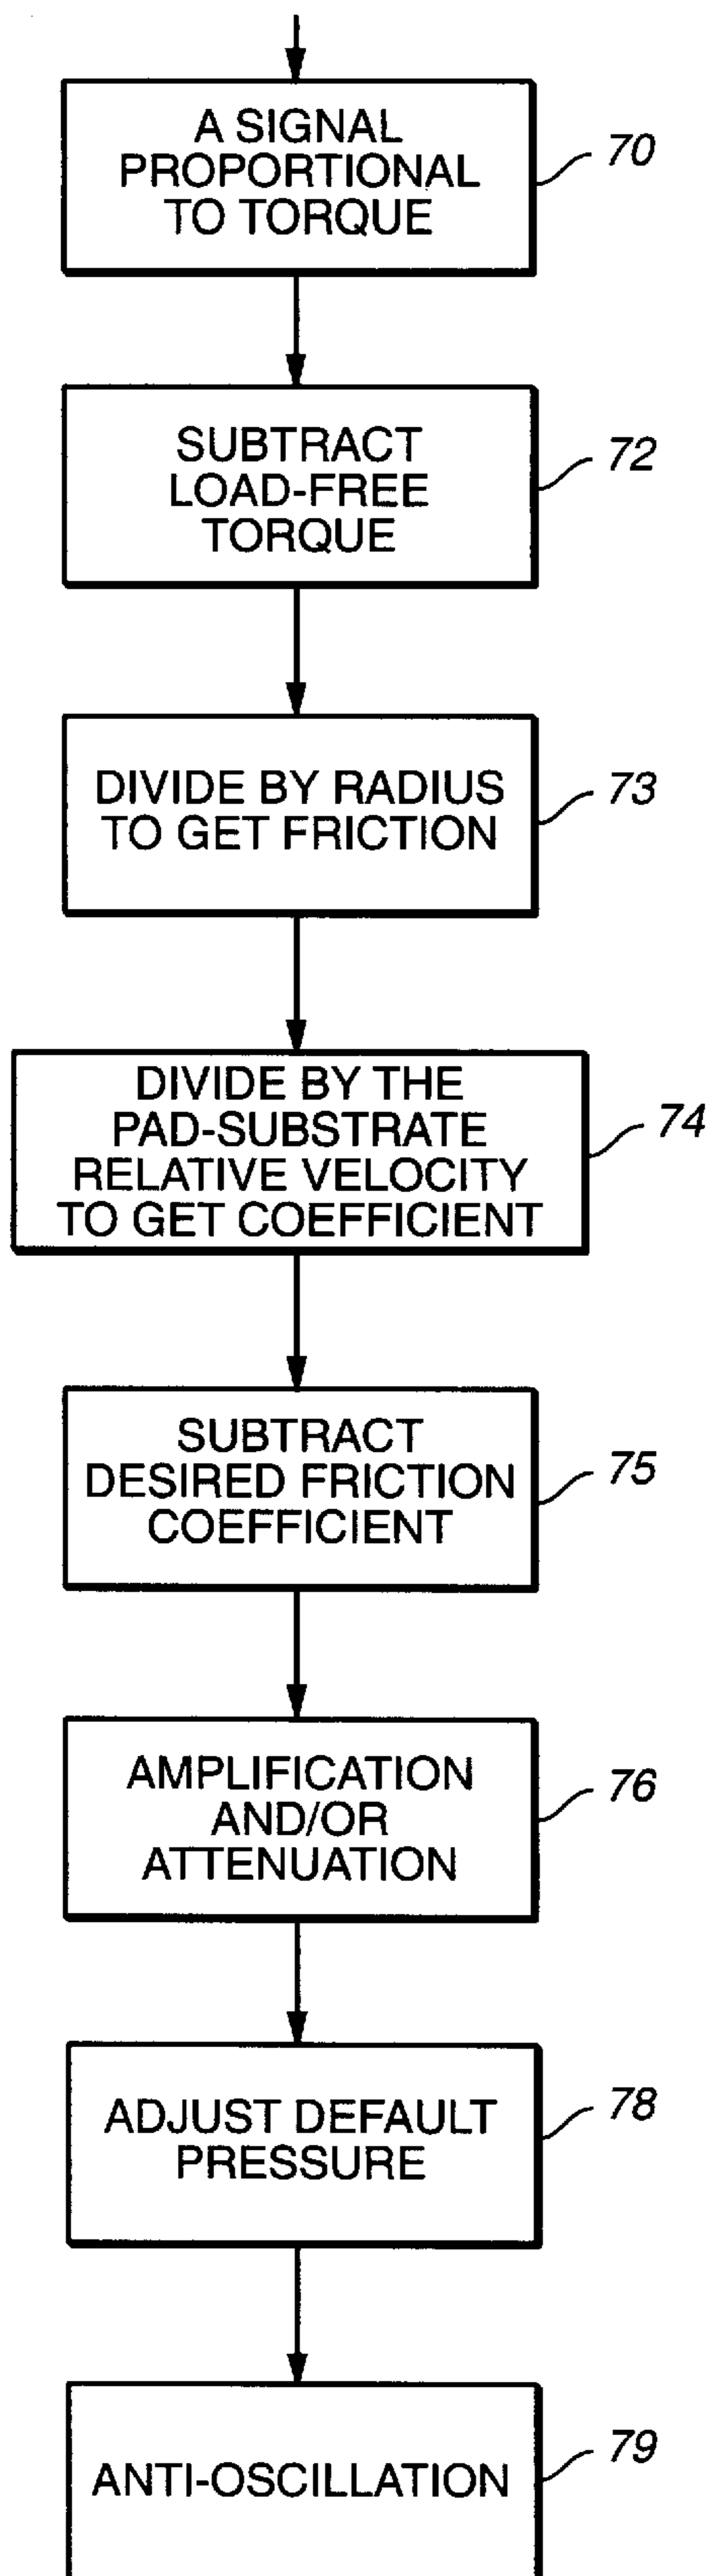 A SIGNAL
PROPORTIONAL
TO TORQUE
70
SUBTRACT
LOAD-FREE
TORQUE
72
DIVIDE BY RADIUS
TO GET FRICTION
73
DIVIDE BY THE
PAD-SUBSTRATE
RELATIVE VELOCITY
TO GET COEFFICIENT
74
SUBTRACT
DESIRED FRICTION
COEFFICIENT
75
AMPLIFICATION
AND/OR
ATTENUATION
76
ADJUST DEFAULT
PRESSURE
78
ANTI-OSCILLATION
79